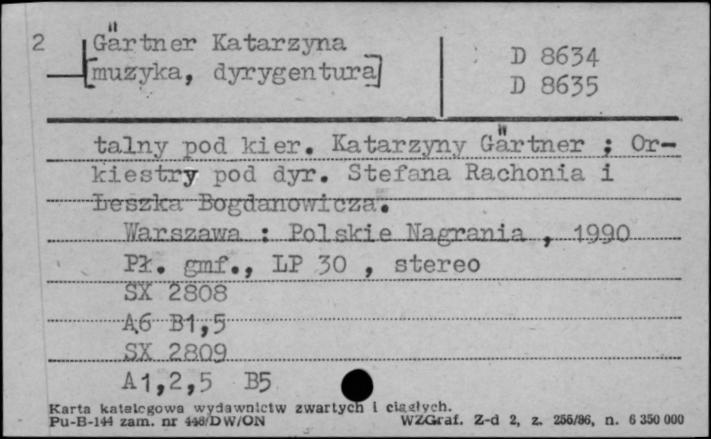 2 Gärtner Katarzyna
[muzyka, dyrygentura]
D 8634
D 8635
talny pod kier. Katarzyny Gärtner ; Or-
kiestry pod dyr. Stefana Rachonia i
Leszka Bogdanowicza.
Warszawa : Polskie Nagrania , 1990
Pł. gmf., LP 30 , stereo
SX 2808
A6 B1,5
SX 2809
A1,2,5 B5
Karta katalogowa wydawnictw zwartych i ciągłych.
Pu-B-144 zam. nr 448/DW/ON WZGraf. Z-d 2, z. 255/86, n. 6 350 000